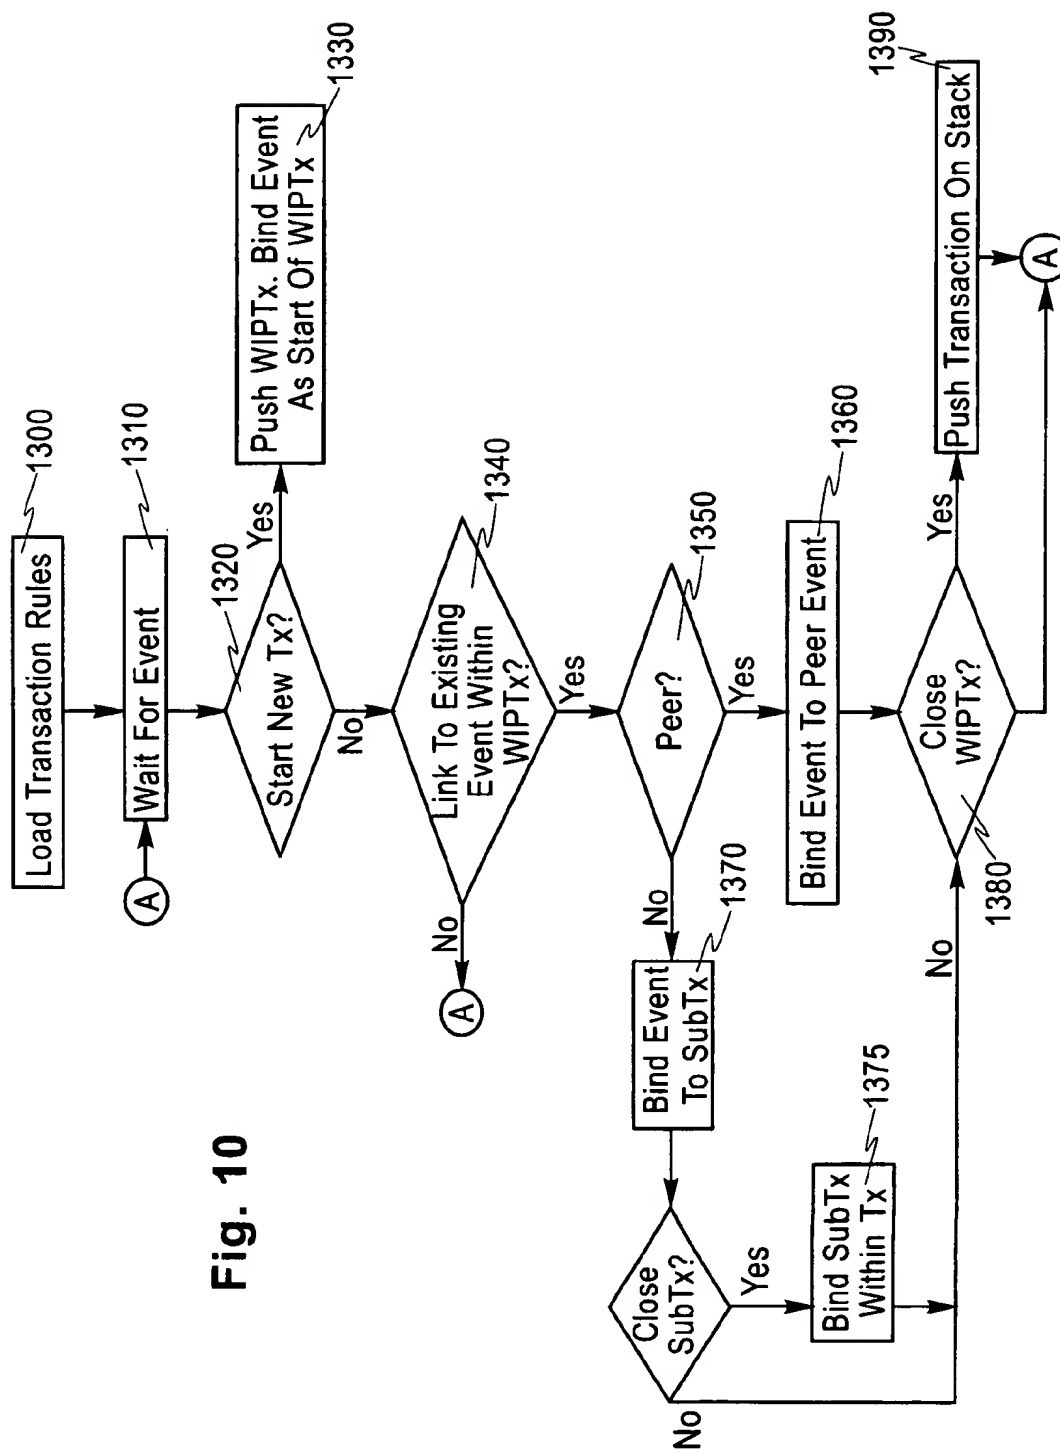 Load Transaction Rules
1300
A
Wait For Event
1310
Start New Tx?
1320
Yes
Push WIPTx. Bind Event
As Start Of WIPTx
1330
No
Link To Existing
Event Within
WIPTx?
1340
No
A
Yes
Peer?
1350
No
Bind Event
To SubTx
1370
Yes
Bind Event To Peer Event
1360
Close
SubTx?
Yes
Bind SubTx
Within Tx
1375
No
No
Close
WIPTx?
1380
Yes
Push Transaction On Stack
1390
A
Fig. 10